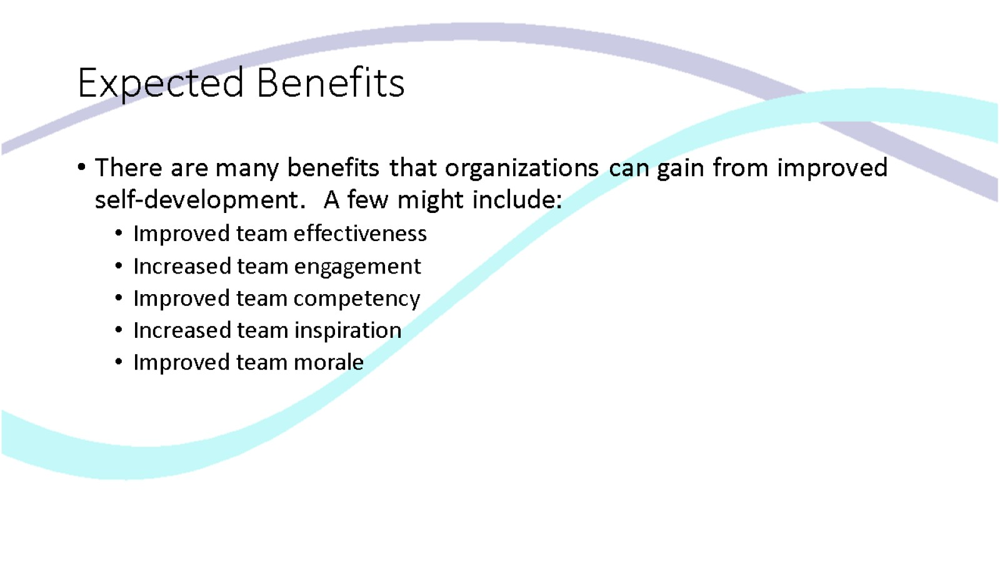 Expected Benefits
• There are many benefits that organizations can gain from improved
self-development.  A few might include:
• Improved team effectiveness
• Increased team engagement
• Improved team competency
• Increased team inspiration
• Improved team morale